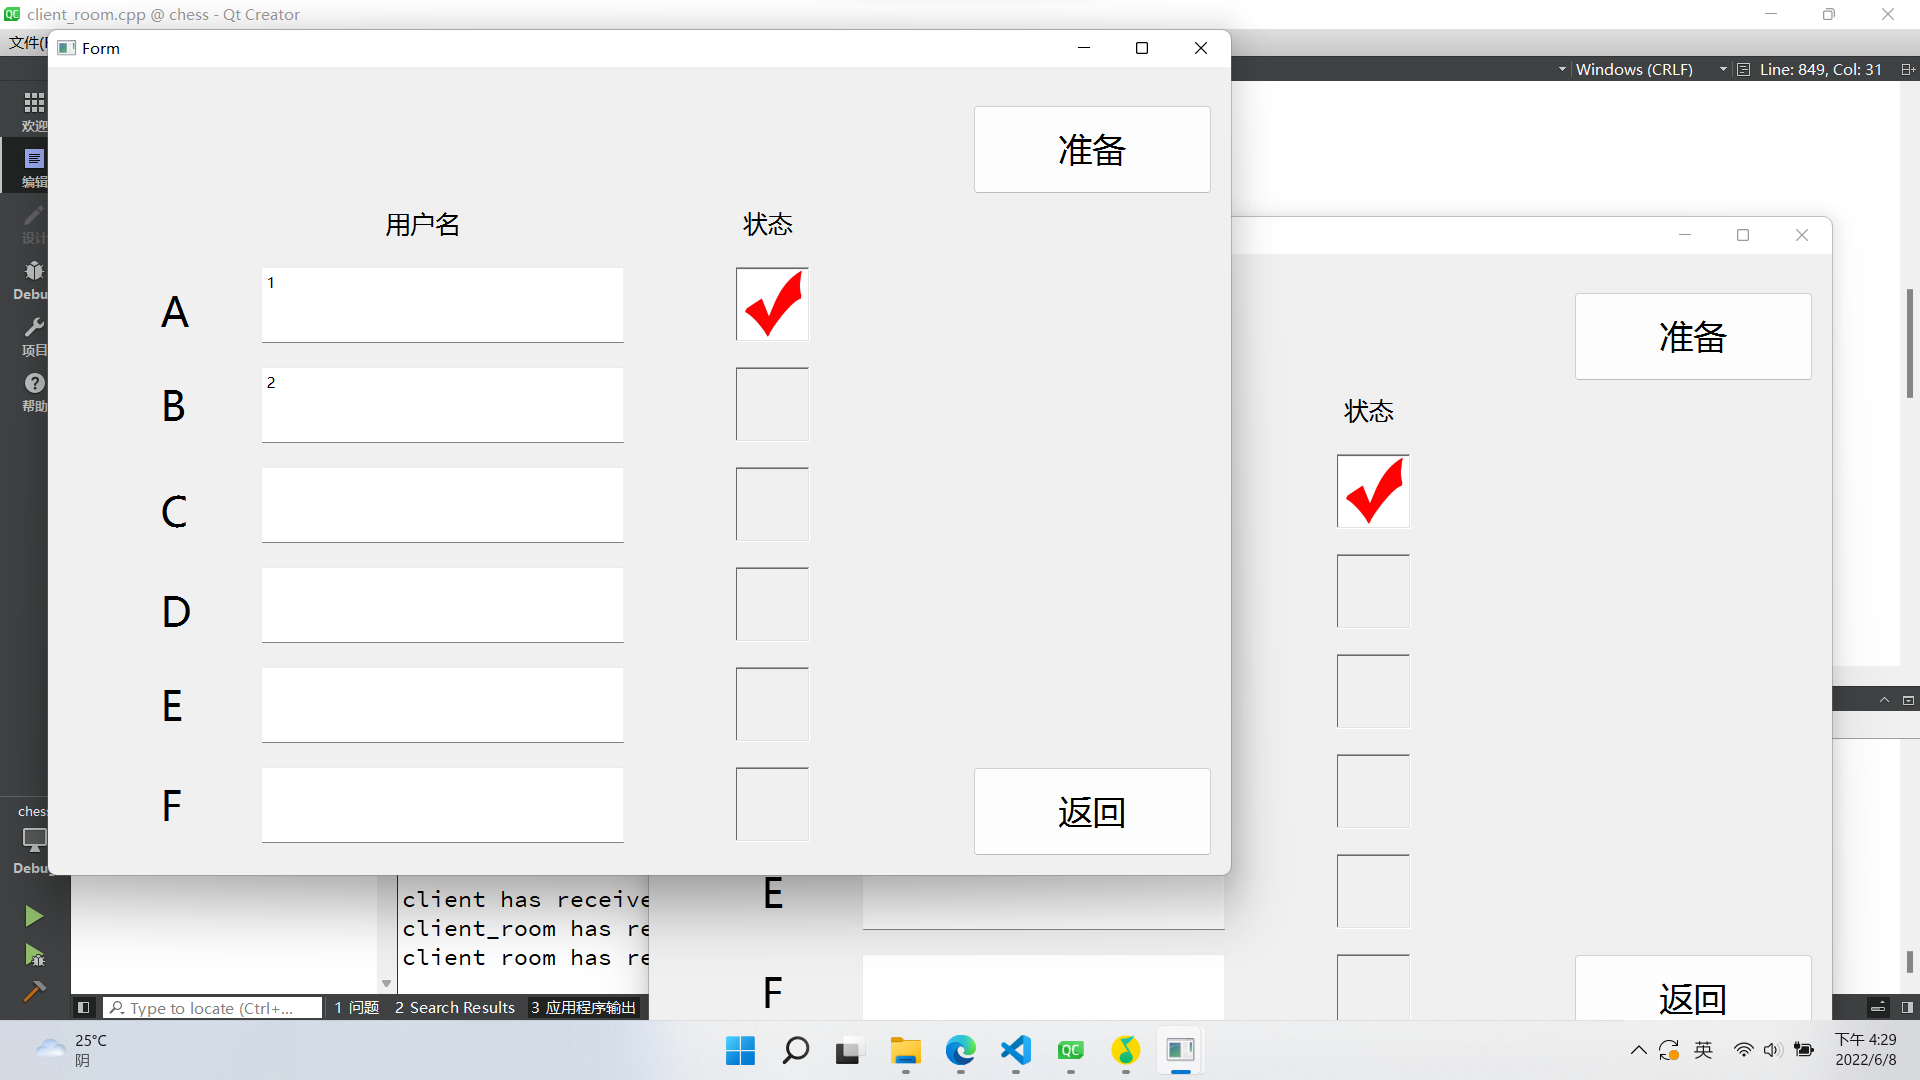 client_room.cpp @ chess - Qt Creator
文件(F
Form
Windows (CRLF)
Line: 849, Col: 31
欢迎
编辑
设计
Debu
项目
帮助
准备
用户名
状态
A
1
B
2
C
D
E
F
返回
准备
状态
E
F
返回
chess
Debug
client has receive
client_room has re
client room has re
Type to locate (Ctrl+...
1 问题
2 Search Results
3 应用程序输出
25°C
阴
QC
英
下午 4:29
2022/6/8